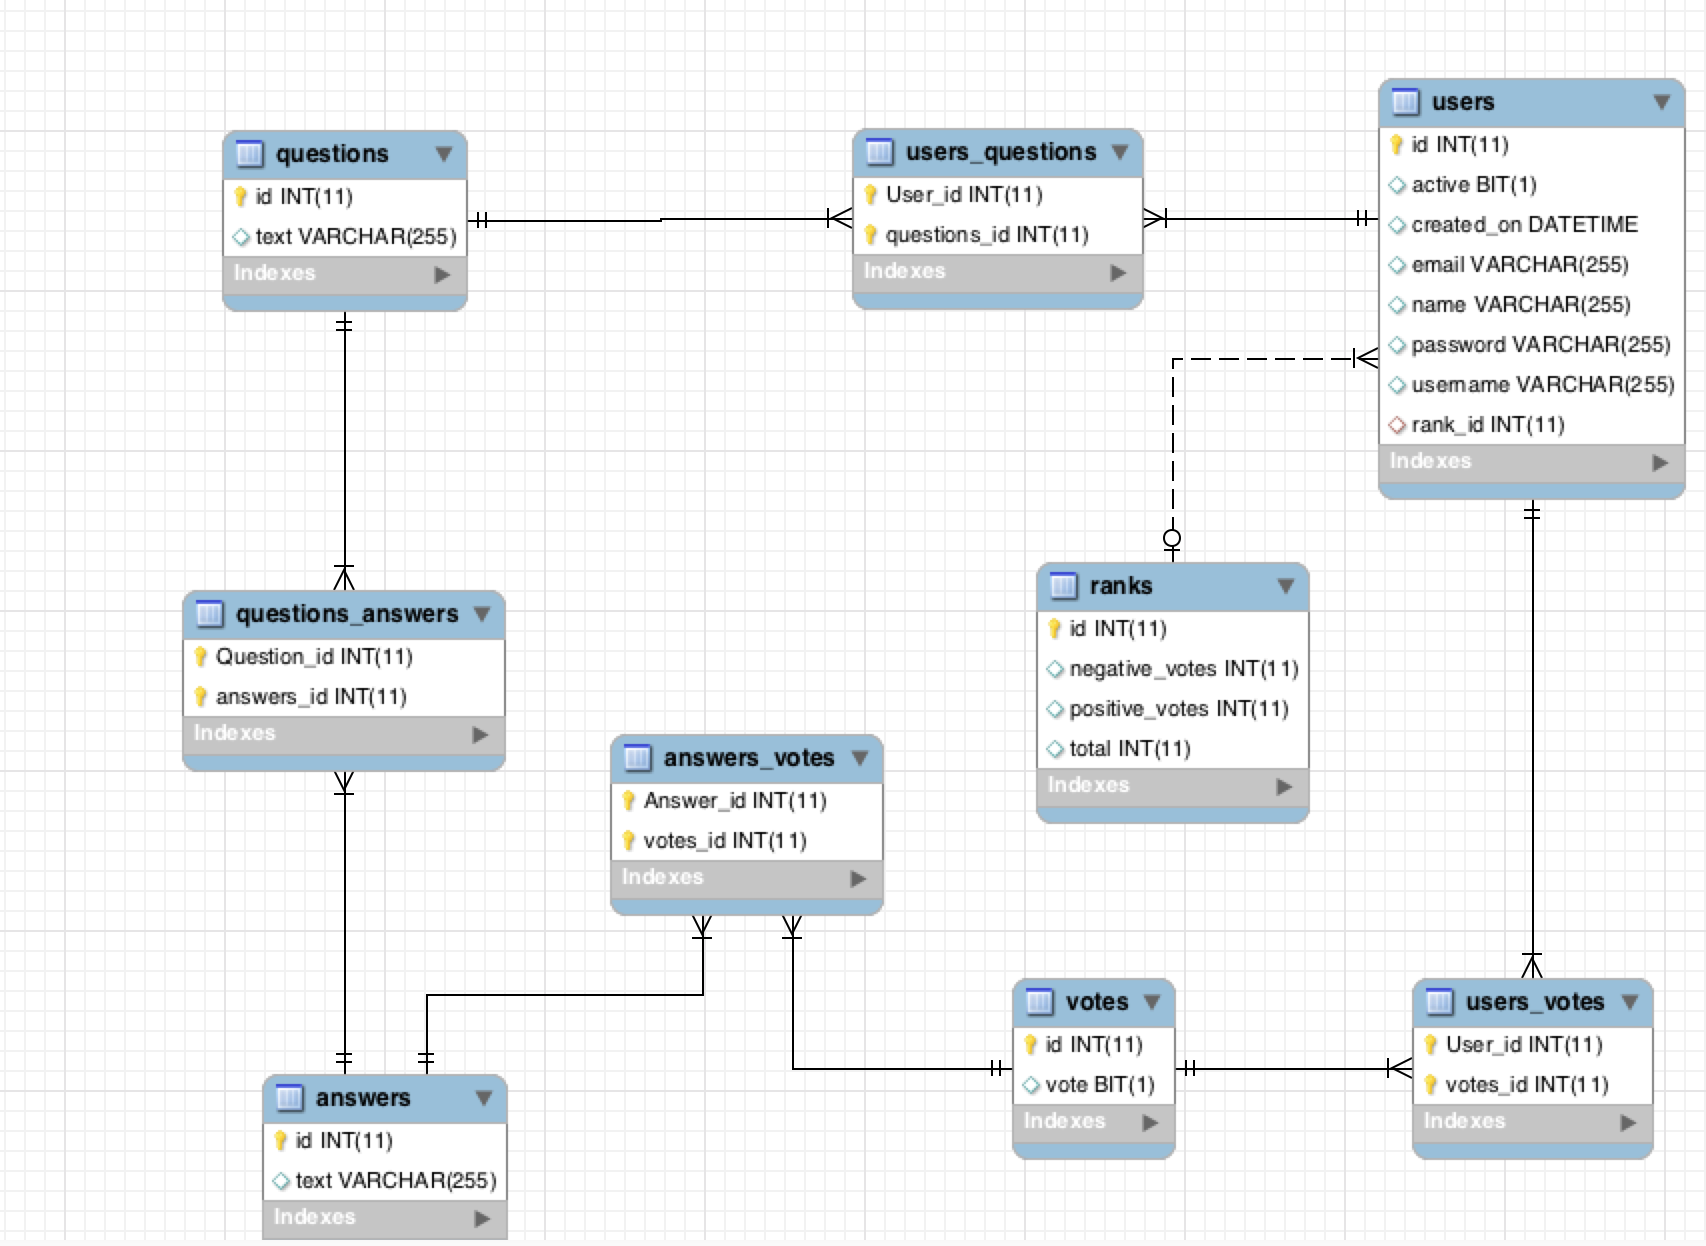 questions
id INT(11)
text VARCHAR(255)
Indexes
users_questions
User_id INT(11)
questions_id INT(11)
Indexes
users
id INT(11)
active BIT(1)
created_on DATETIME
email VARCHAR(255)
name VARCHAR(255)
password VARCHAR(255)
username VARCHAR(255)
rank_id INT(11)
Indexes
questions_answers
Question_id INT(11)
answers_id INT(11)
Indexes
answers_votes
Answer_id INT(11)
votes_id INT(11)
Indexes
ranks
id INT(11)
negative_votes INT(11)
positive_votes INT(11)
total INT(11)
Indexes
answers
id INT(11)
text VARCHAR(255)
Indexes
votes
id INT(11)
vote BIT(1)
Indexes
users_votes
User_id INT(11)
votes_id INT(11)
Indexes